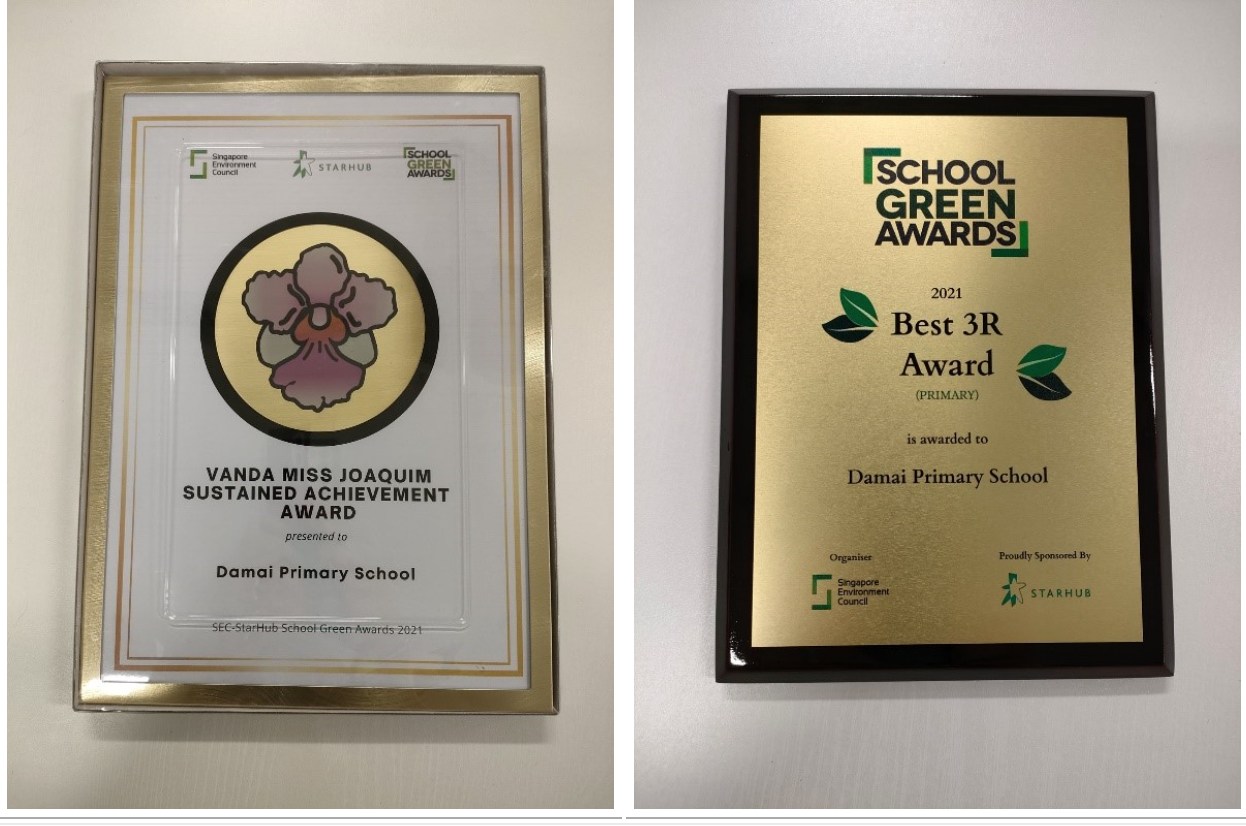 Singapore
Environment
Council
STARHUB
SCHOOL
GREEN
AWARDS
VANDA MISS JOAQUIM
SUSTAINED ACHIEVEMENT
AWARD
presented to
Damai Primary School
SEC-StarHub School Green Awards 2021
SCHOOL
GREEN
AWARDS
2021
Best 3R
Award
(PRIMARY)
is awarded to
Damai Primary School
Organiser
Proudly Sponsored By
Singapore
Environment
Council
STARHUB